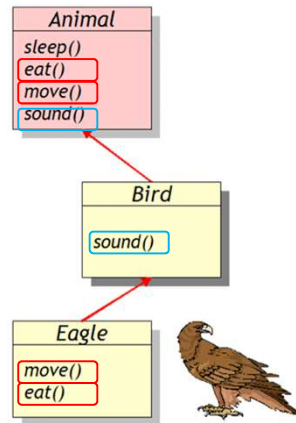 Animal
sleep()
eat()
move()
sound()
Bird
sound()
Eagle
move()
eat()